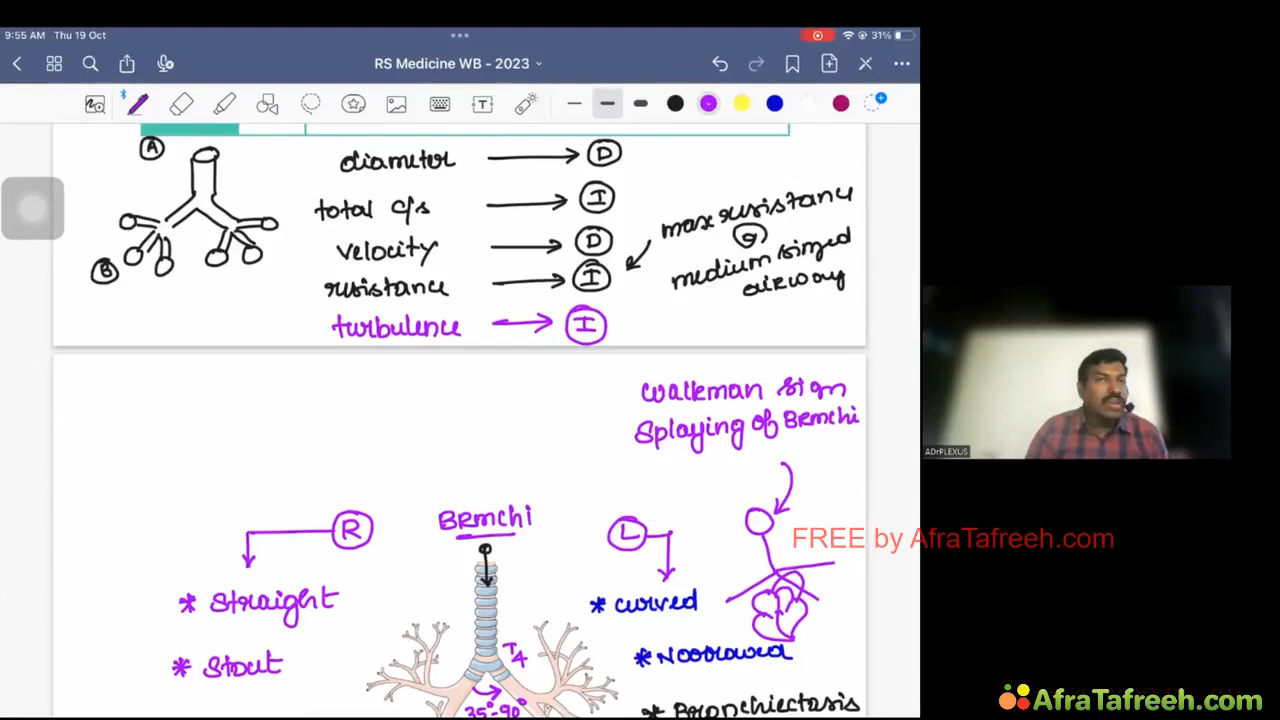 9:55 AM Thu 19 Oct
31%
RS Medicine WB - 2023
A
B
diameter → D
total c/s → I
velocity → D
resistance → I
turbulence → I
max resistance
@
medium sized
airway
Walkman sign
Splaying of Bronchi
R
Bronchi
L
* Straight
* Stout
* curved
* Narrowed
* Bronchiectasis
T4
35°-90°
ADrPLEXUS
FREE by AfraTafreeh.com
AfraTafreeh.com